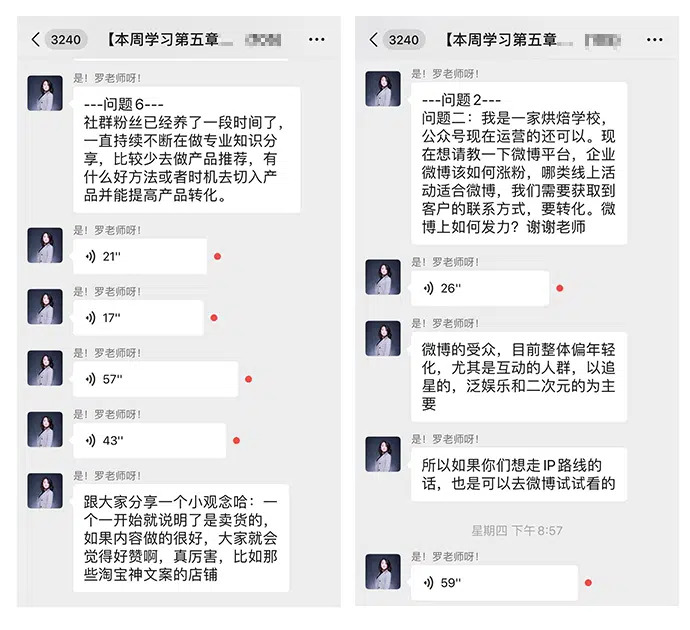 3240
【本周学习第五章...
是！罗老师呀！
---问题6---
社群粉丝已经养了一段时间了，
一直持续不断在做专业知识分
享，比较少去做产品推荐，有
什么好方法或者时机去切入产
品并能提高产品转化。
是！罗老师呀！
21"
是！罗老师呀！
17"
是！罗老师呀！
57"
是！罗老师呀！
43"
是！罗老师呀！
跟大家分享一个小观念哈：一
个一开始就说明了是卖货的，
如果内容做的很好，大家就会
觉得好赞啊，真厉害，比如那
些淘宝神文案的店铺
3240
【本周学习第五章...
是！罗老师呀！
---问题2---
问题二：我是一家烘焙学校，
公众号现在运营的还可以。现
在想请教一下微博平台，企业
微博该如何涨粉，哪类线上活
动适合微博，我们需要获取到
客户的联系方式，要转化。微
博上如何发力？谢谢老师
是！罗老师呀！
26"
是！罗老师呀！
微博的受众，目前整体偏年轻
化，尤其是互动的人群，以追
星的，泛娱乐和二次元的为主
要
是！罗老师呀！
所以如果你们想走IP路线的
话，也是可以去微博试试看的
星期四 下午8:57
是！罗老师呀！
59"